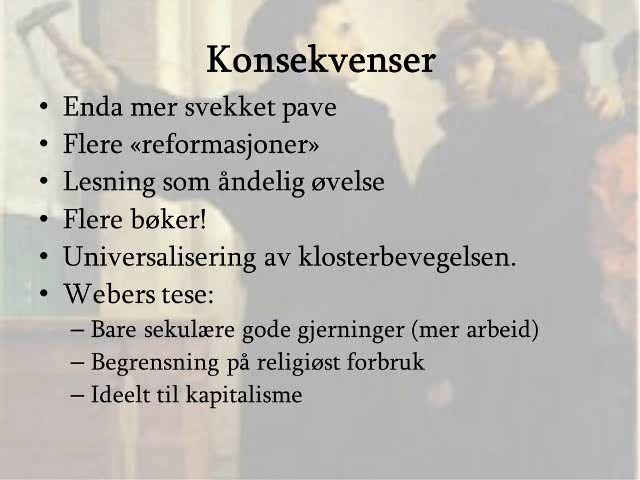 Konsekvenser
• Enda mer svekket pave
• Flere «reformasjoner»
• Lesning som åndelig øvelse
• Flere bøker!
• Universalisering av klosterbevegelsen.
• Webers tese:
– Bare sekulære gode gjerninger (mer arbeid)
– Begrensning på religiøst forbruk
– Ideelt til kapitalisme